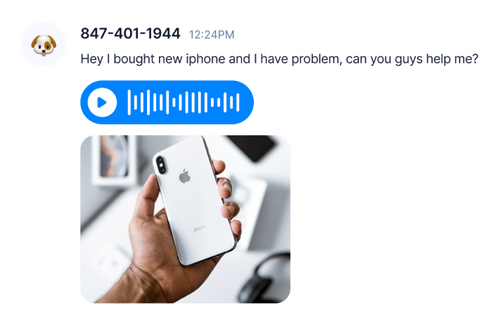 847-401-1944 12:24PM
Hey I bought new iphone and I have problem, can you guys help me?